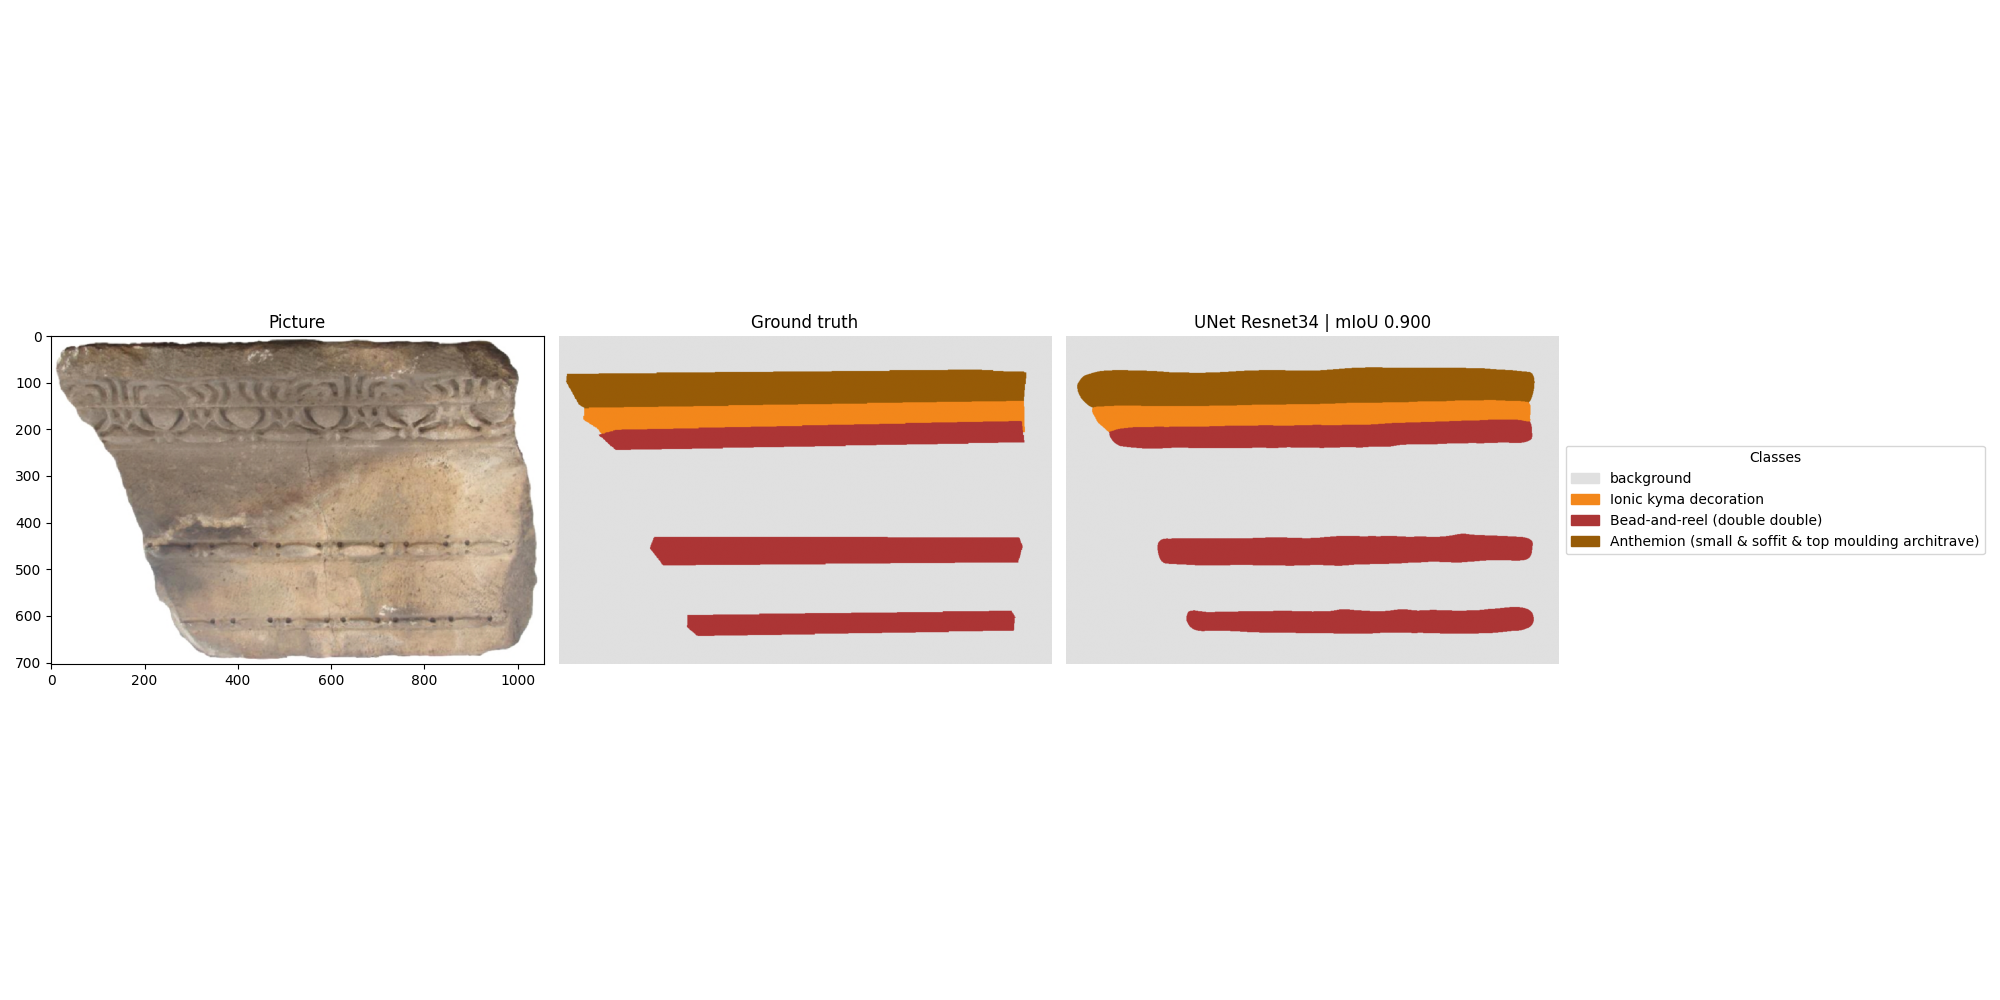 Picture
Ground truth
UNet Resnet34 | mIoU 0.900
0
100
200
300
400
500
600
700
0
200
400
600
800
1000
Classes
background
Ionic kyma decoration
Bead-and-reel (double double)
Anthemion (small & soffit & top moulding architrave)